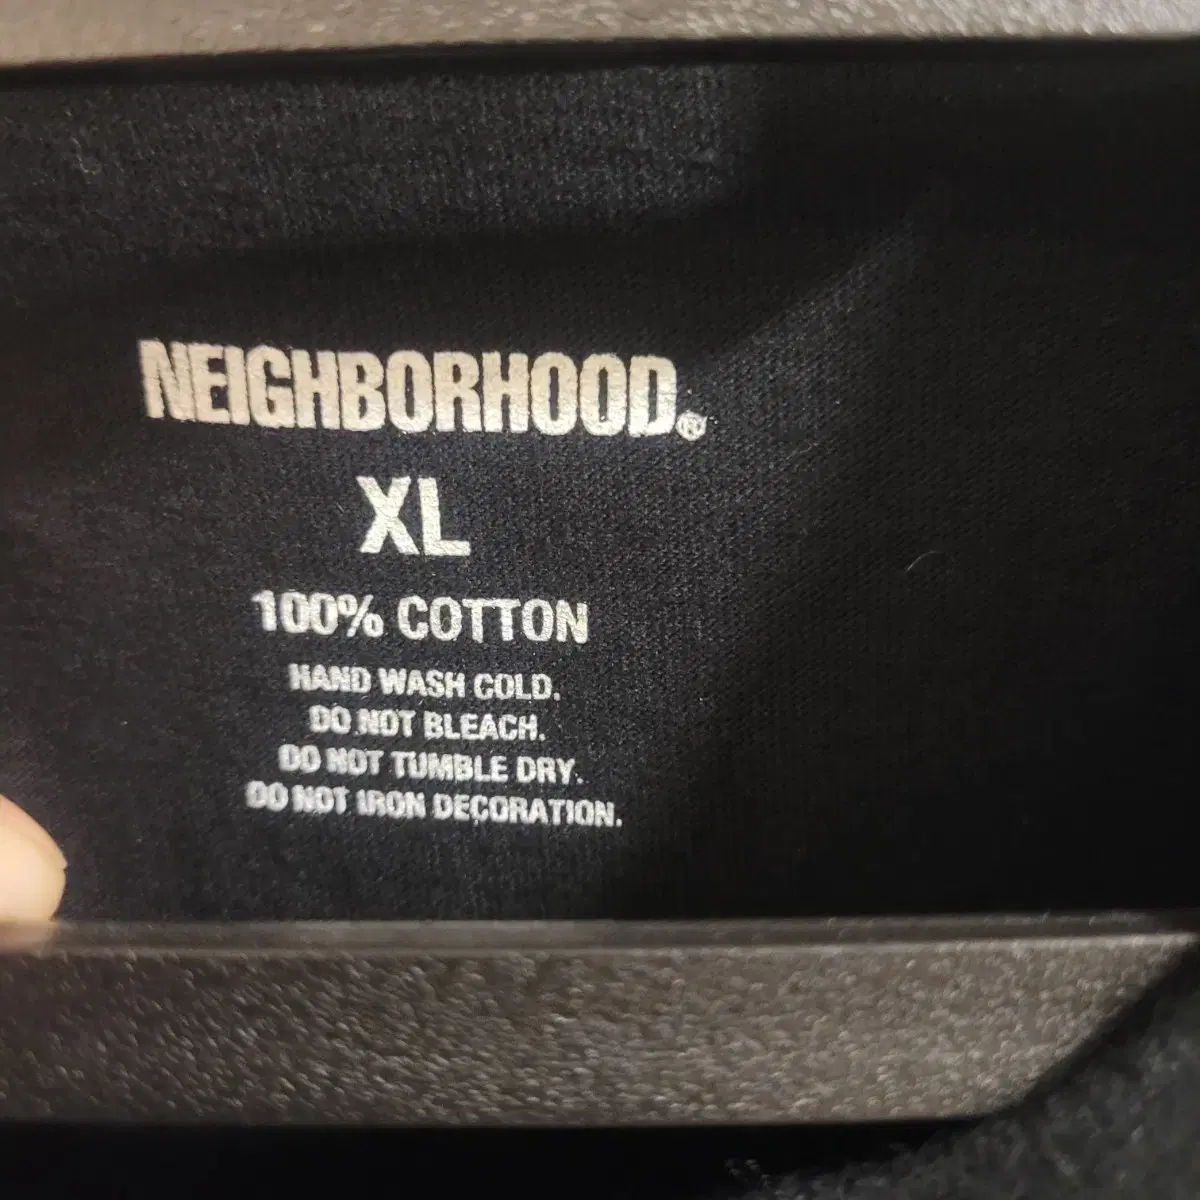 NEIGHBORHOOD®
XL
100% COTTON
HAND WASH COLD.
DO NOT BLEACH.
DO NOT TUMBLE DRY.
DO NOT IRON DECORATION.